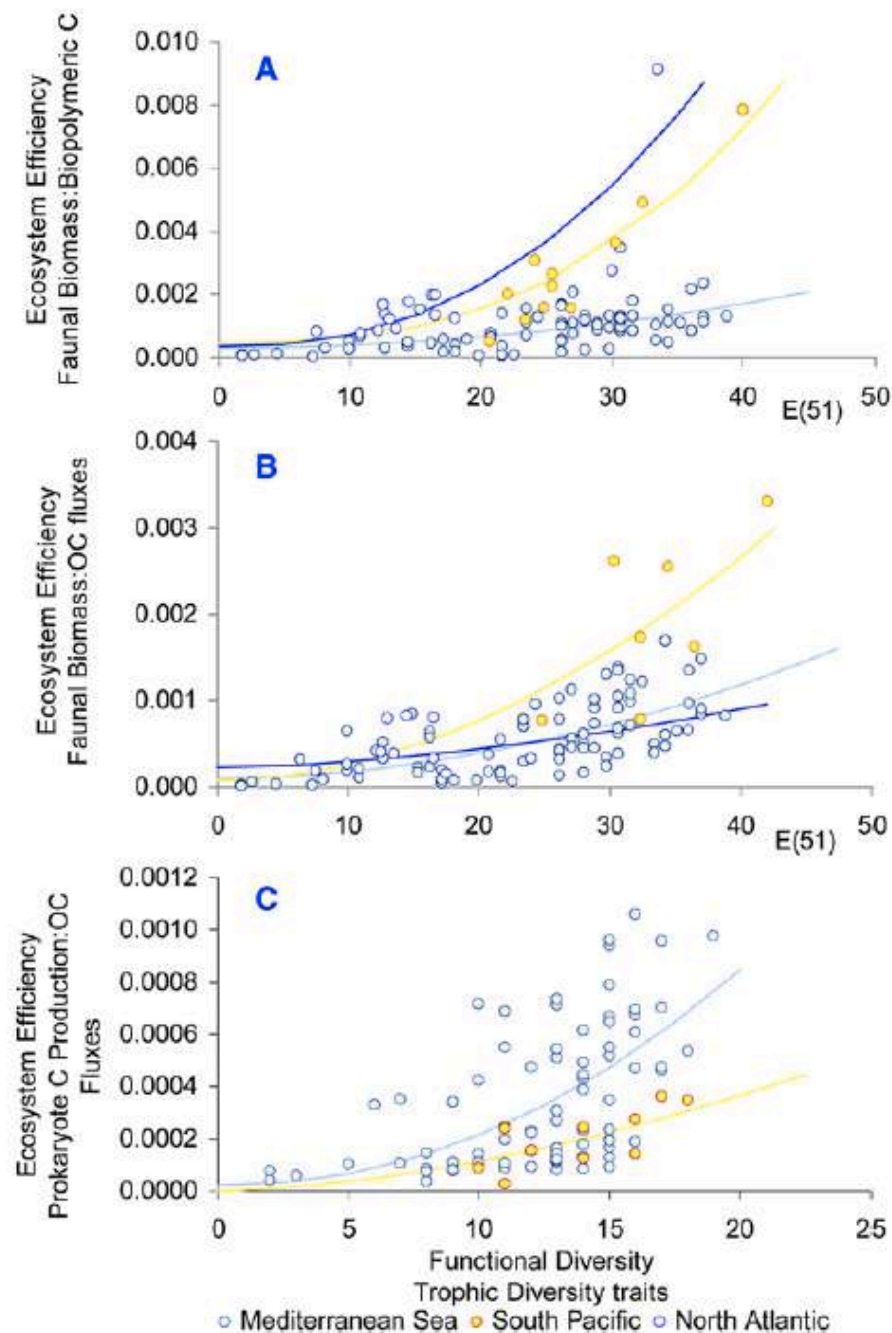 A
Ecosystem Efficiency
Faunal Biomass:Biopolymeric C
0.010
0.008
0.006
0.004
0.002
0.000
0 10 20 30 40 50
E(51)
B
Ecosystem Efficiency
Faunal Biomass:OC fluxes
0.004
0.003
0.002
0.001
0.000
0 10 20 30 40 50
E(51)
C
Ecosystem Efficiency
Prokaryote C Production:OC
Fluxes
0.0012
0.0010
0.0008
0.0006
0.0004
0.0002
0.0000
0 5 10 15 20 25
Functional Diversity
Trophic Diversity traits
Mediterranean Sea South Pacific North Atlantic